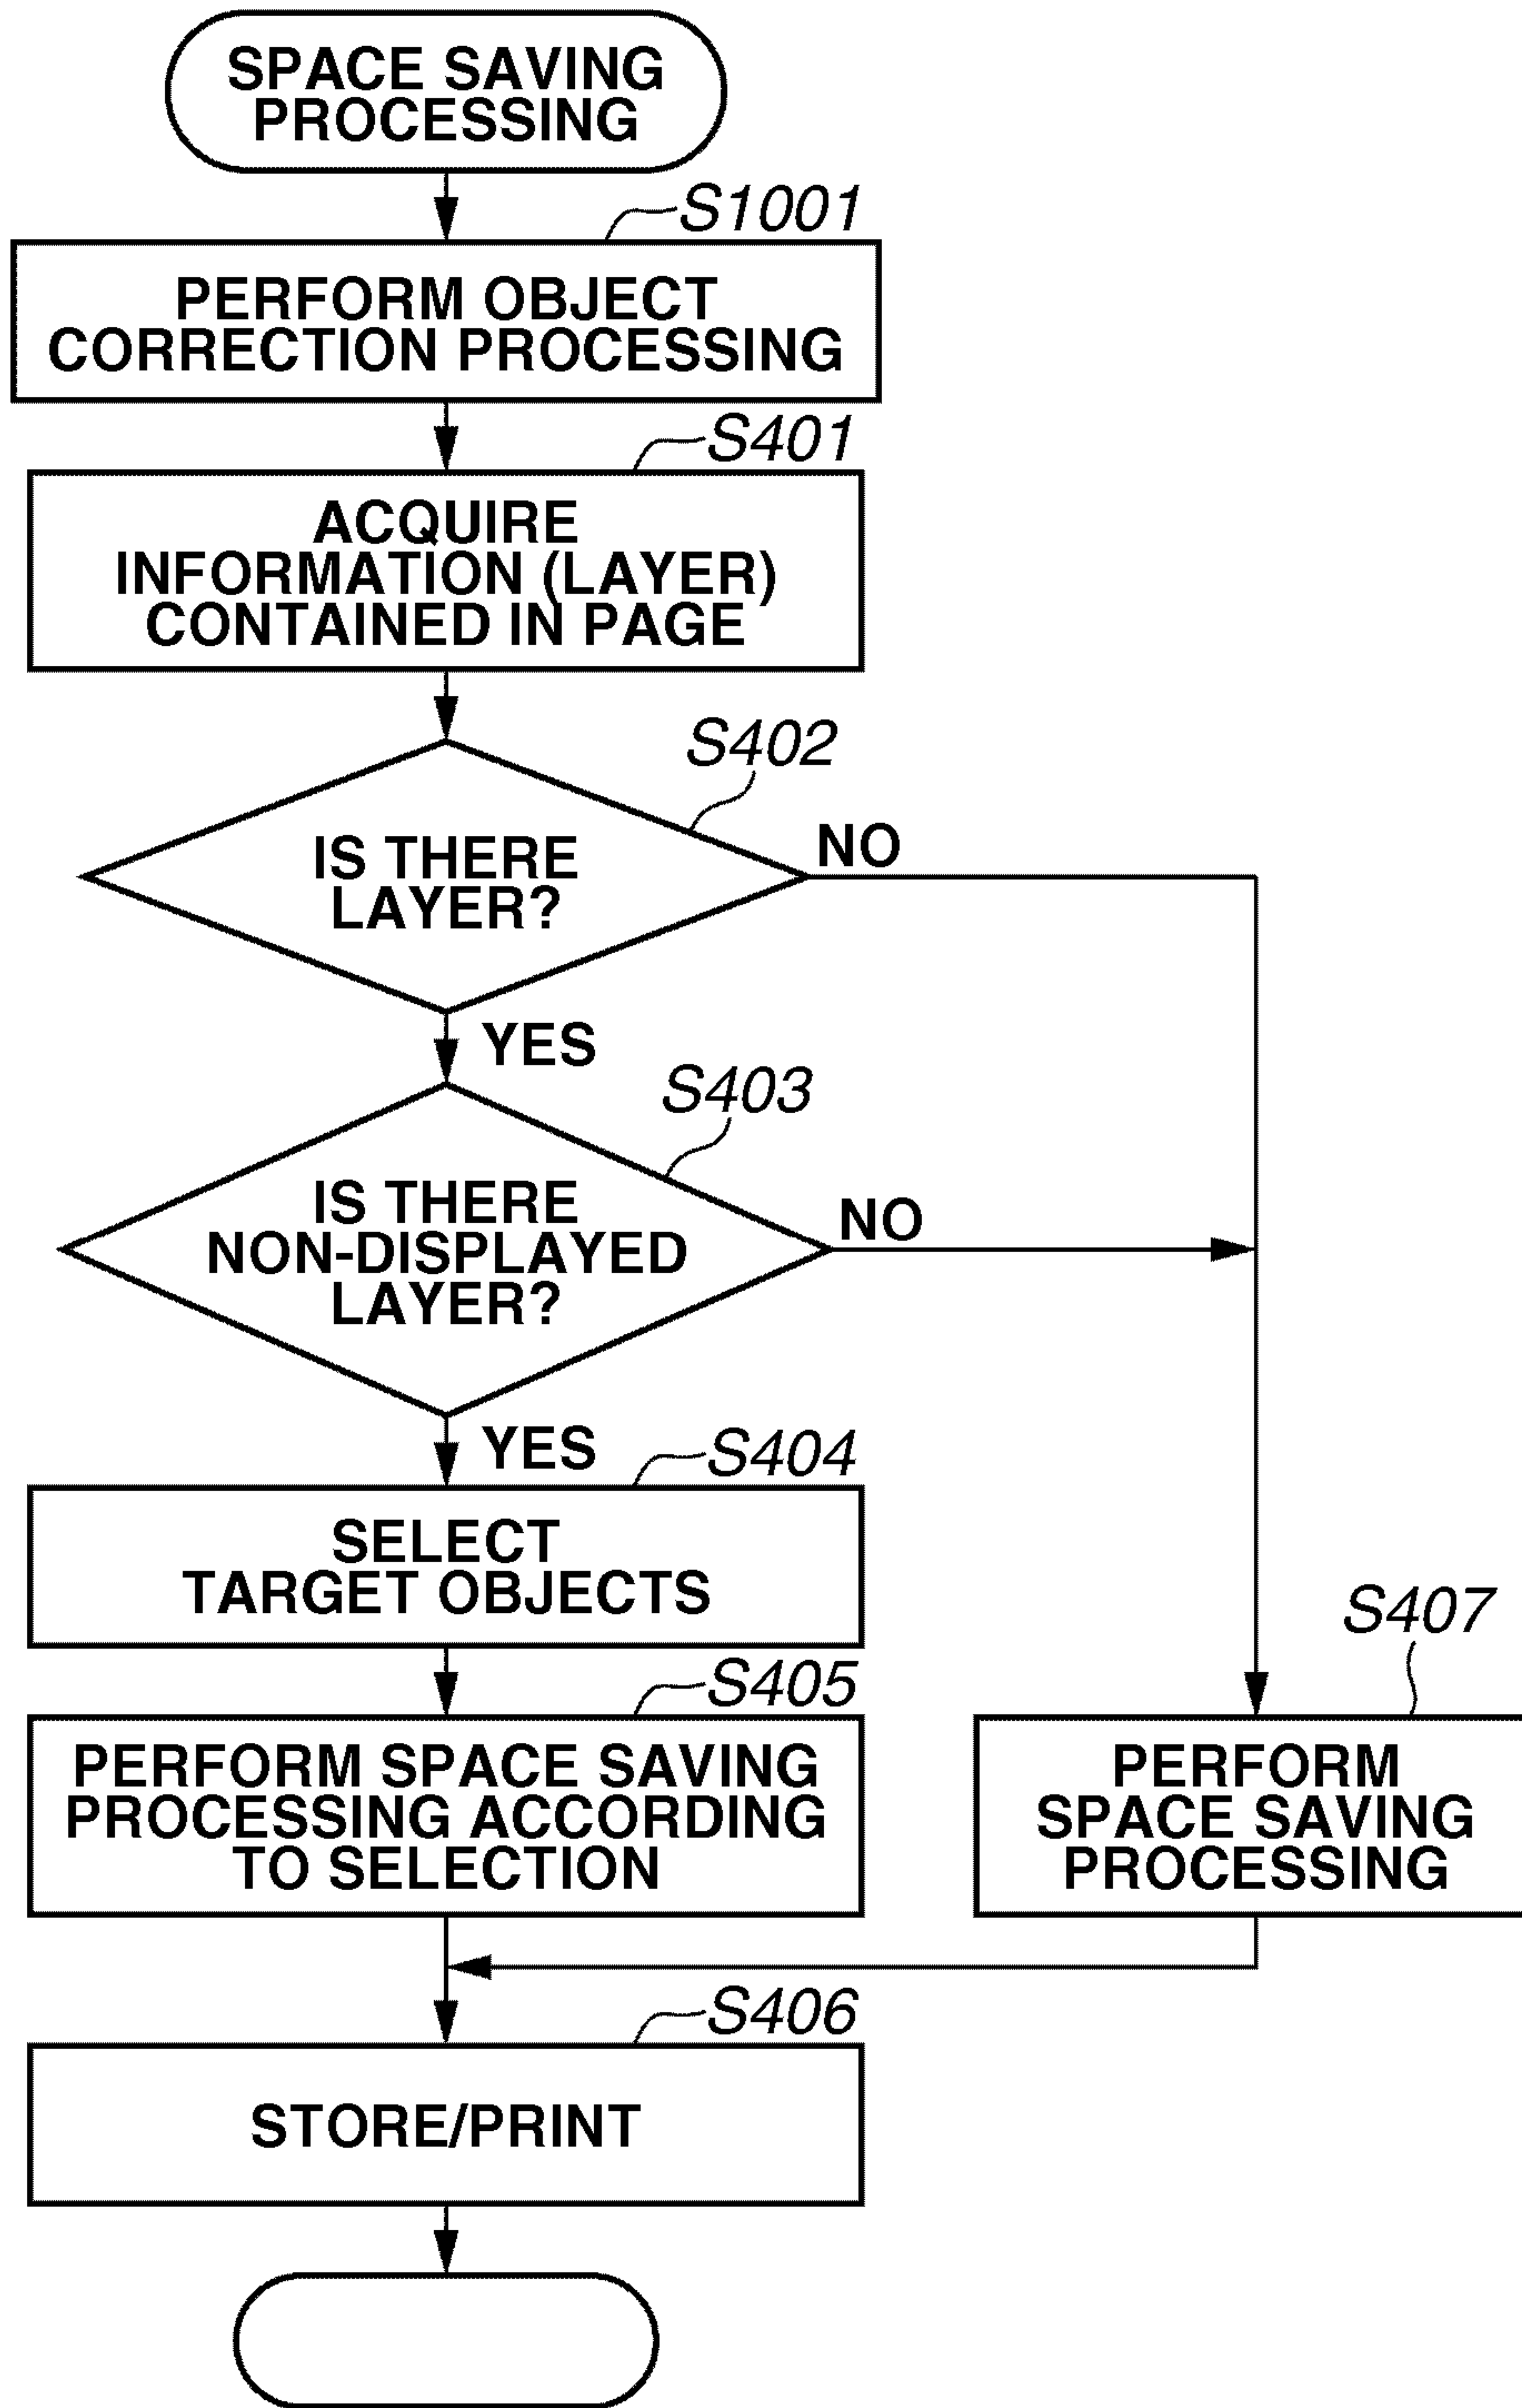 SPACE SAVING
PROCESSING
S1001
PERFORM OBJECT
CORRECTION PROCESSING
S401
ACQUIRE
INFORMATION (LAYER)
CONTAINED IN PAGE
S402
IS THERE
LAYER?
NO
YES
S403
IS THERE
NON-DISPLAYED
LAYER?
NO
YES
S404
SELECT
TARGET OBJECTS
S405
PERFORM SPACE SAVING
PROCESSING ACCORDING
TO SELECTION
S407
PERFORM
SPACE SAVING
PROCESSING
S406
STORE/PRINT